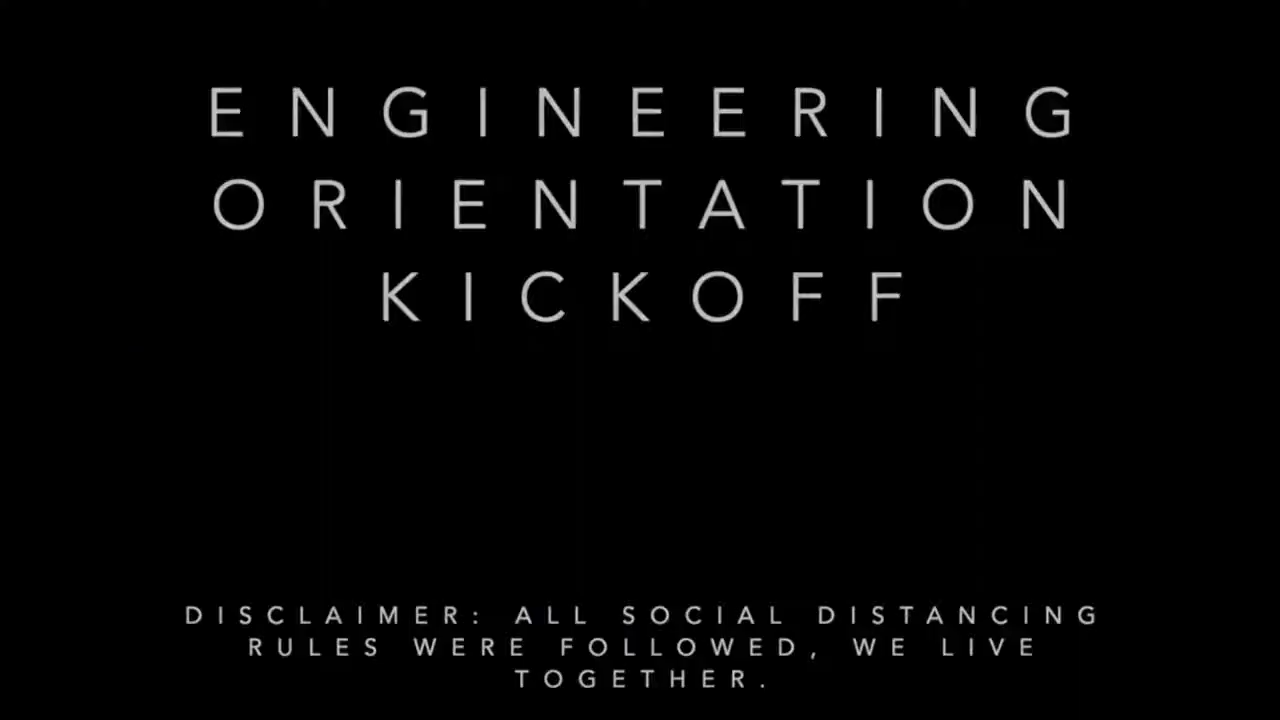 ENGINEERING
ORIENTATION
KICKOFF
DISCLAIMER: ALL SOCIAL DISTANCING
RULES WERE FOLLOWED, WE LIVE
TOGETHER.